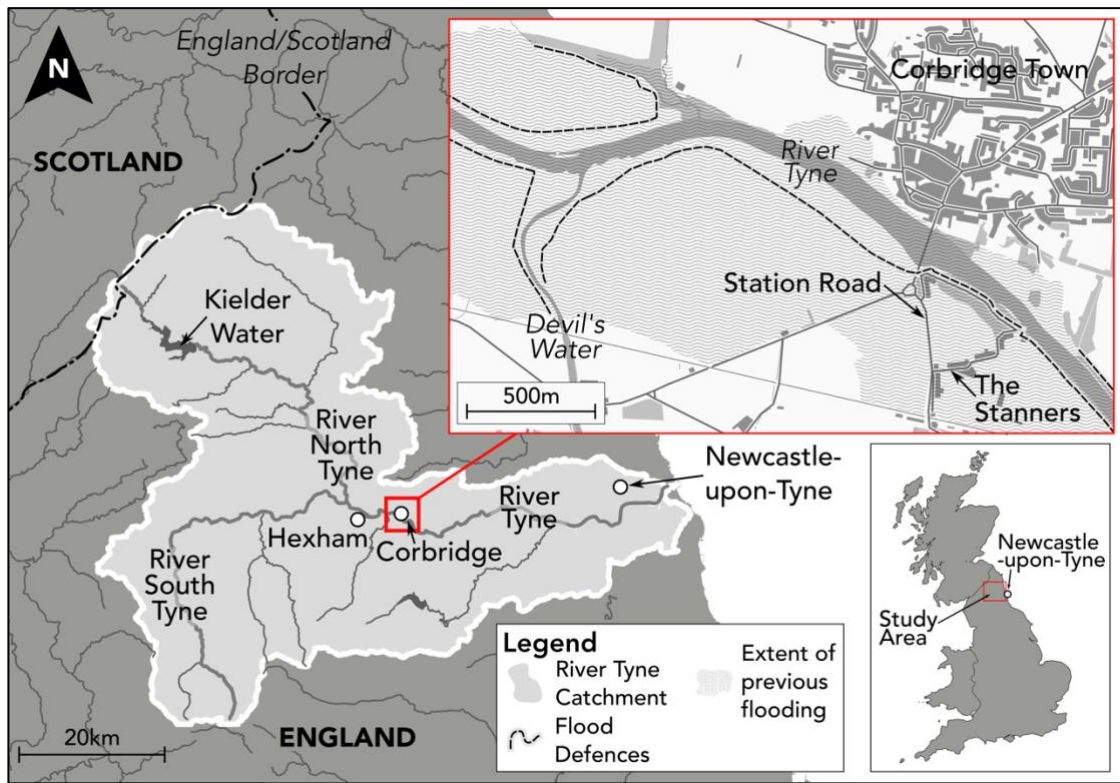 N
England/Scotland
Border
SCOTLAND
Kielder
Water
River
North
Tyne
Hexham
Corbridge
River
Tyne
Newcastle-
upon-Tyne
River
South
Tyne
20km
ENGLAND
Corbridge Town
River
Tyne
Station Road
Devil's
Water
The
Stanners
500m
Legend
River Tyne
Catchment
Flood
Defences
Extent of
previous
flooding
Newcastle
-upon-Tyne
Study
Area